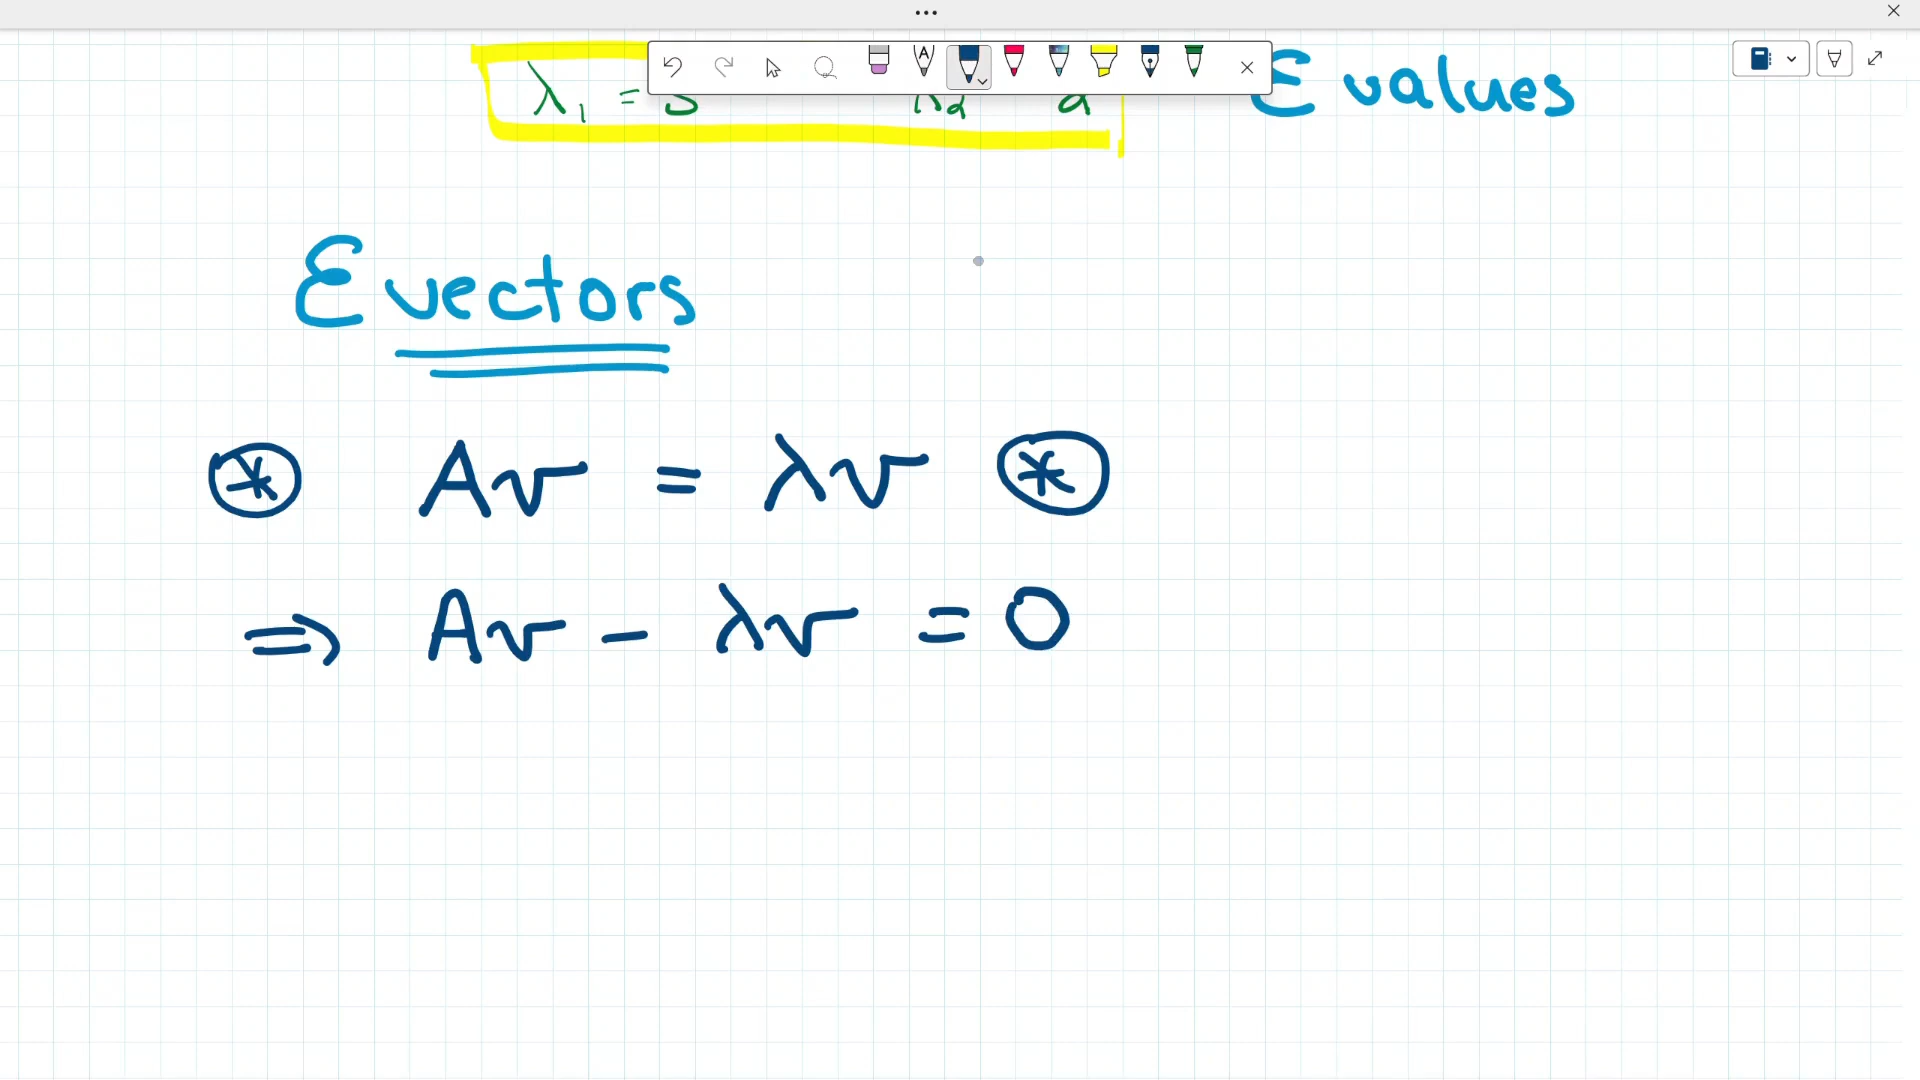 λ₁ = 
E values
E vectors
⊛ Av = λv ⊛
⇒ Av - λv = 0